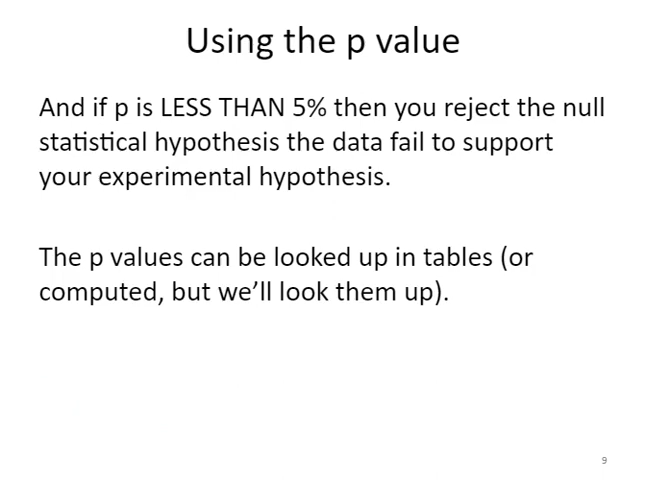 Using the p value
And if p is LESS THAN 5% then you reject the null
statistical hypothesis the data fail to support
your experimental hypothesis.
The p values can be looked up in tables (or
computed, but we’ll look them up).
9